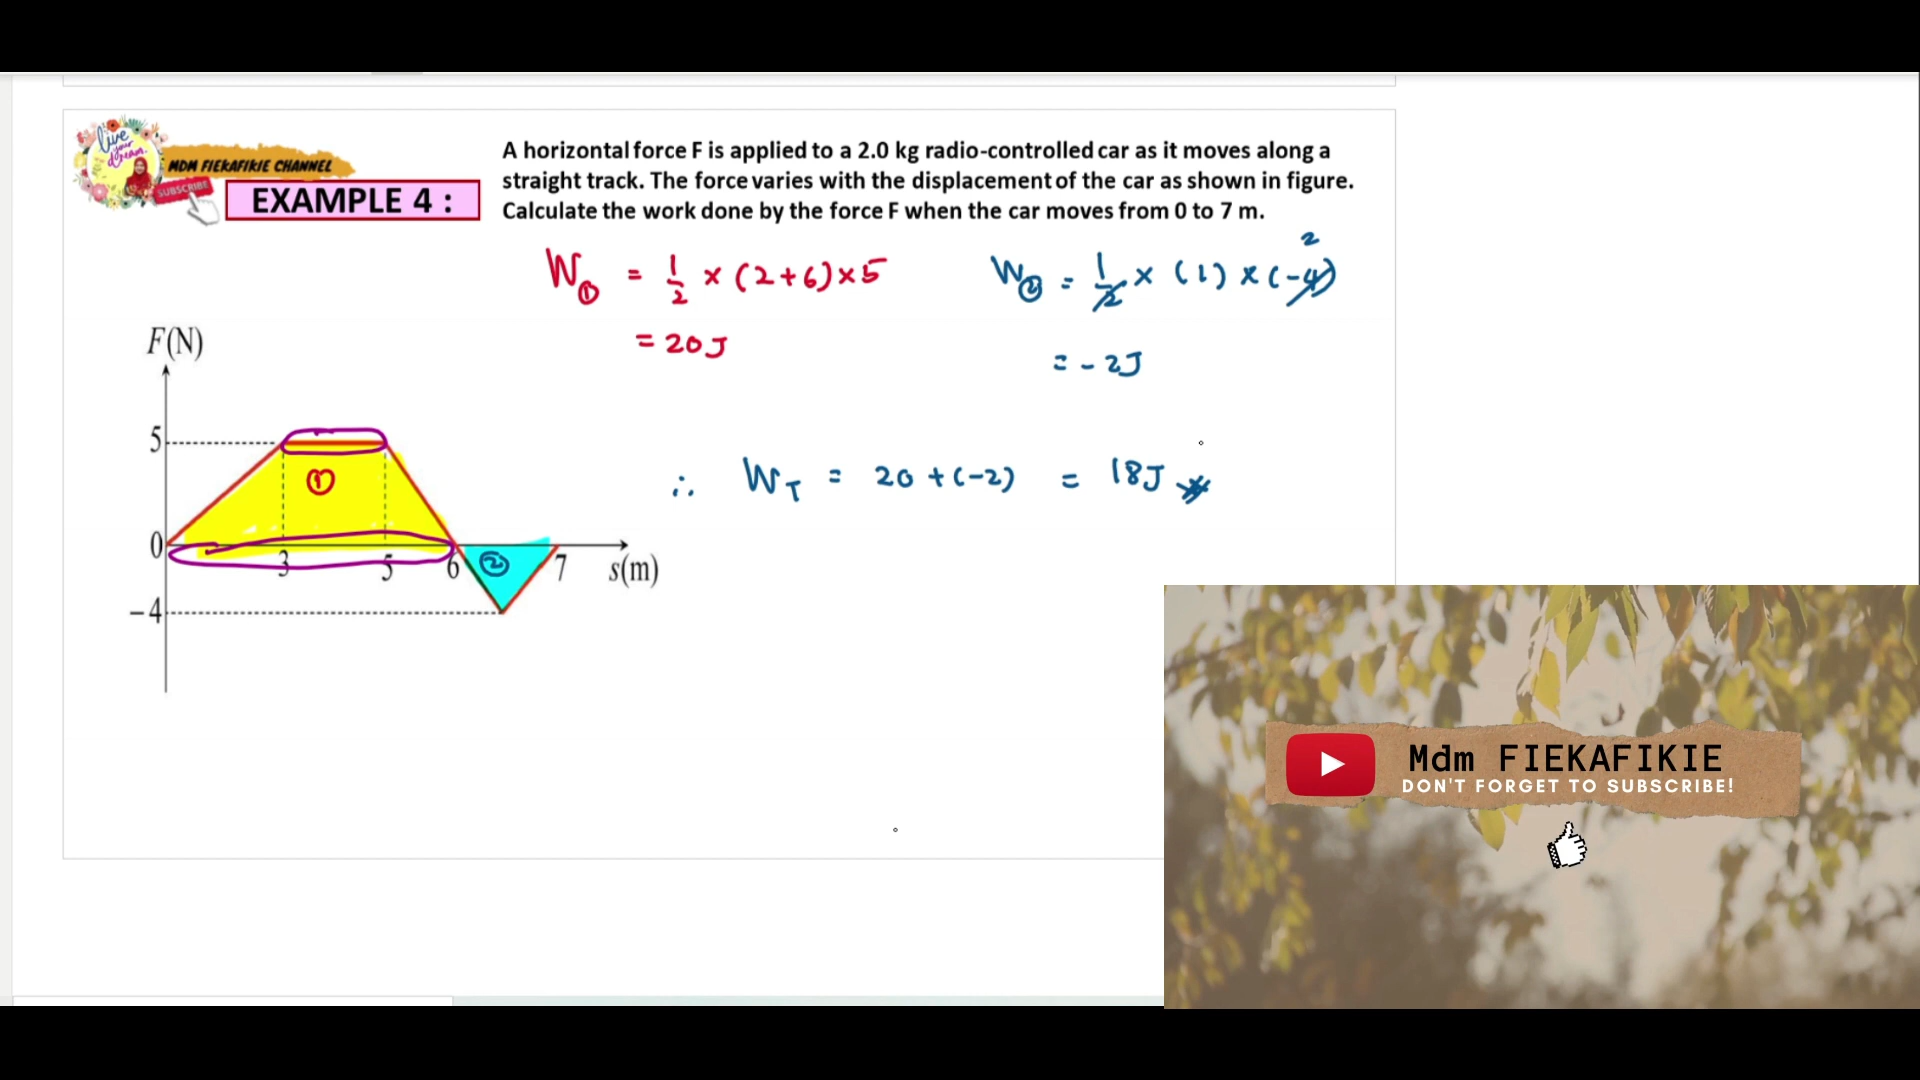 live your dream.
MDM FIEKAFIKIE CHANNEL
SUBSCRIBE
EXAMPLE 4 :
A horizontal force F is applied to a 2.0 kg radio-controlled car as it moves along a
straight track. The force varies with the displacement of the car as shown in figure.
Calculate the work done by the force F when the car moves from 0 to 7 m.
W① = 1/2 × (2+6) × 5
= 20J
W② = 1/2 × (1) × (-4) 2
= - 2J
∴ W_T = 20 + (-2) = 18J
F(N)
5
①
0
3 5 6 ② 7 s(m)
-4
Mdm FIEKAFIKIE
DON'T FORGET TO SUBSCRIBE!